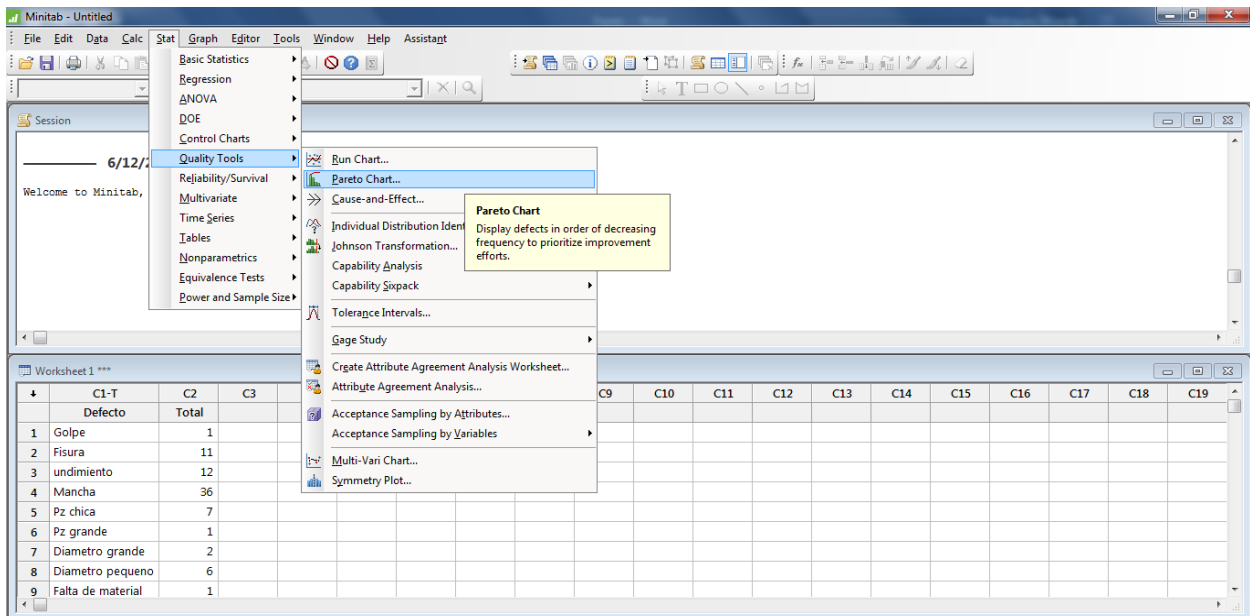 Minitab - Untitled
File Edit Data Calc Stat Graph Editor Tools Window Help Assistant
Session
6/12/2
Welcome to Minitab,
Basic Statistics
Regression
ANOVA
DOE
Control Charts
Quality Tools
Reliability/Survival
Multivariate
Time Series
Tables
Nonparametrics
Equivalence Tests
Power and Sample Size
Run Chart...
Pareto Chart...
Cause-and-Effect...
Individual Distribution Iden
Johnson Transformation...
Capability Analysis
Capability Sixpack
Tolerance Intervals...
Gage Study
Create Attribute Agreement Analysis Worksheet...
Attribute Agreement Analysis...
Acceptance Sampling by Attributes...
Acceptance Sampling by Variables
Multi-Vari Chart...
Symmetry Plot...
Pareto Chart
Display defects in order of decreasing
frequency to prioritize improvement
efforts.
Worksheet 1 ***
C1-T C2 C3 C9 C10 C11 C12 C13 C14 C15 C16 C17 C18 C19
Defecto Total
1 Golpe 1
2 Fisura 11
3 undimiento 12
4 Mancha 36
5 Pz chica 7
6 Pz grande 1
7 Diametro grande 2
8 Diametro pequeno 6
9 Falta de material 1